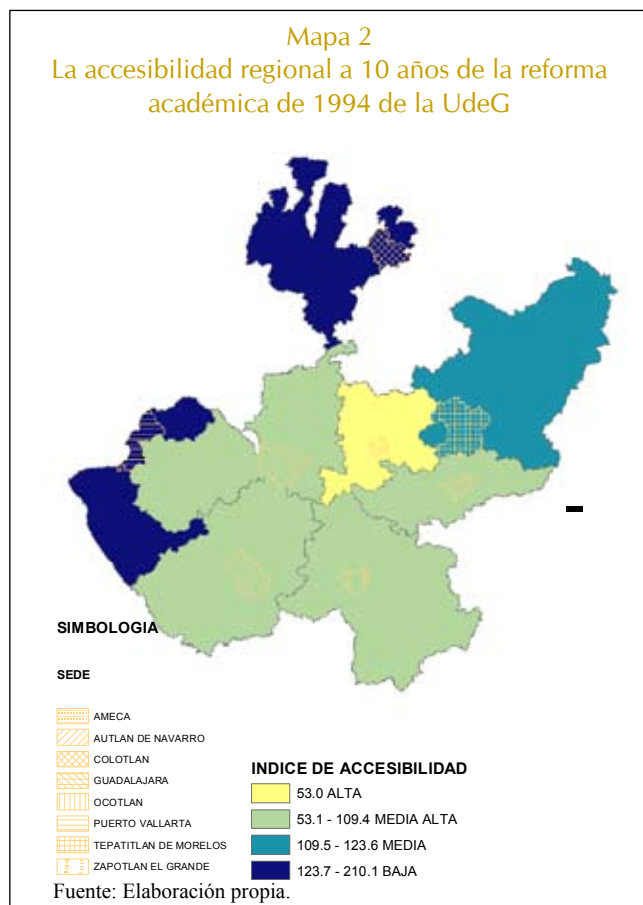 Mapa 2
La accesibilidad regional a 10 años de la reforma
académica de 1994 de la UdeG
SIMBOLOGIA
SEDE
AMECA
AUTLAN DE NAVARRO
COLOTLAN
GUADALAJARA
OCOTLAN
PUERTO VALLARTA
TEPATITLAN DE MORELOS
ZAPOTLAN EL GRANDE
INDICE DE ACCESIBILIDAD
53.0 ALTA
53.1 - 109.4 MEDIA ALTA
109.5 - 123.6 MEDIA
123.7 - 210.1 BAJA
Fuente: Elaboración propia.